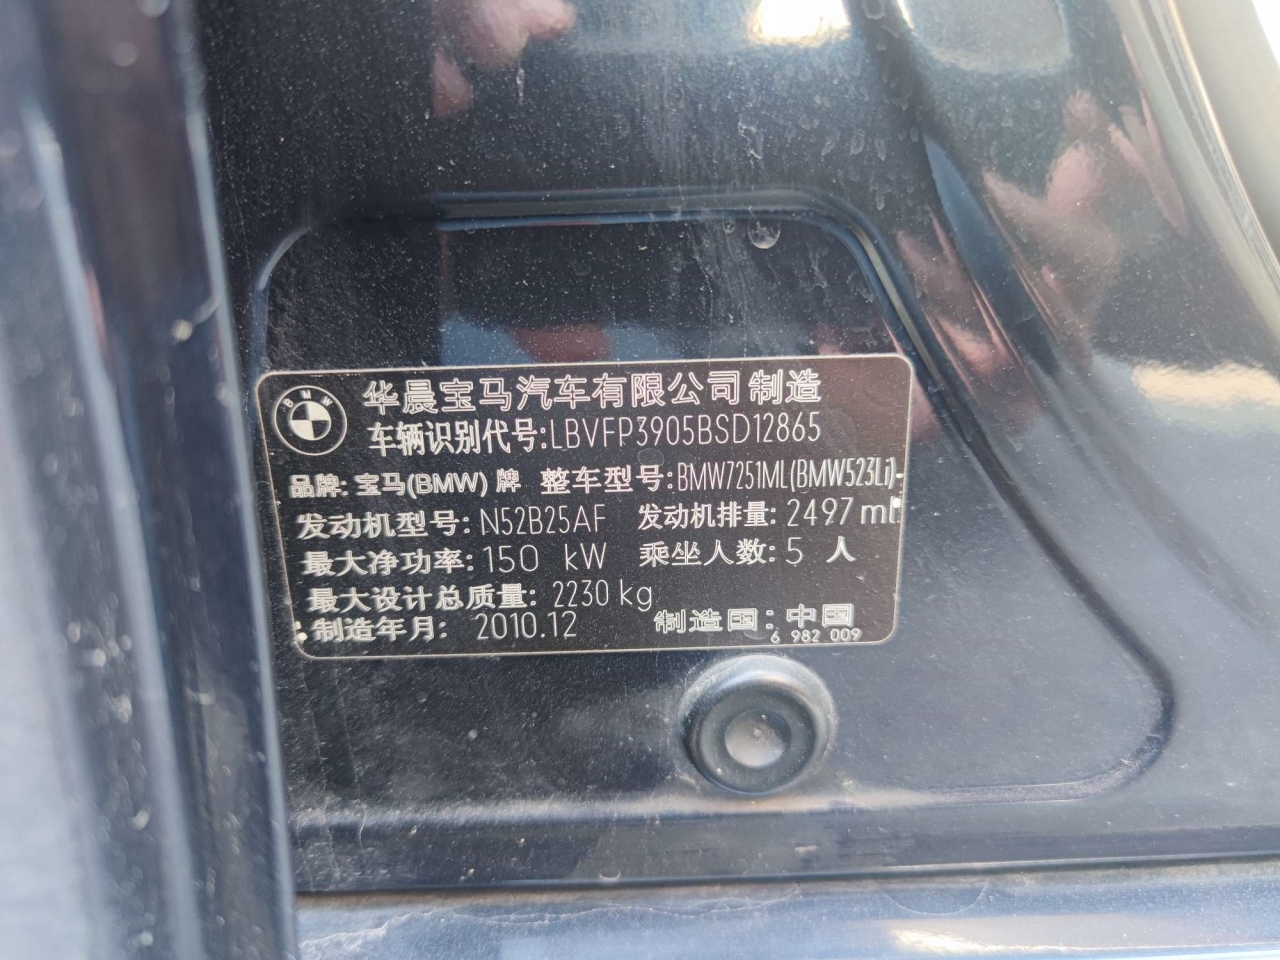 BMW
华晨宝马汽车有限公司制造
车辆识别代号:LBVFP3905BSD12865
品牌: 宝马(BMW) 牌 整车型号:BMW7251ML(BMW523Li)
发动机型号: N52B25AF 发动机排量: 2497 ml
最大净功率: 150 kW 乘坐人数: 5 人
最大设计总质量: 2230 kg
制造年月: 2010.12 制造国: 中国
6 982 009